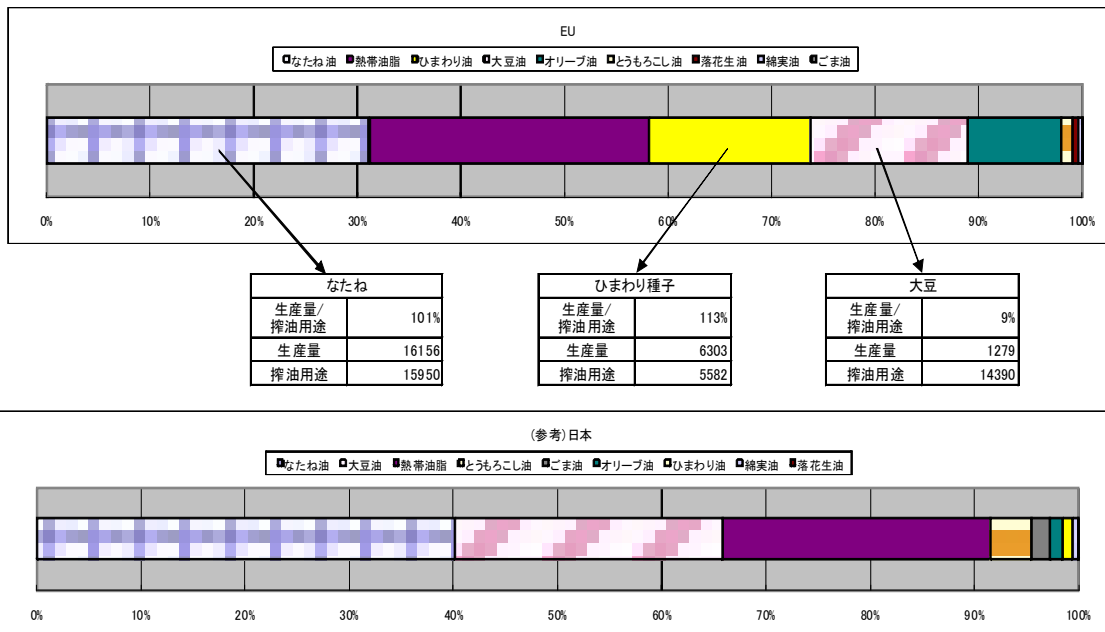 EU
なたね油 熱帯油脂 ひまわり油 大豆油 オリーブ油 とうもろこし油 落花生油 綿実油 ごま油
0% 10% 20% 30% 40% 50% 60% 70% 80% 90% 100%
なたね
生産量/
搾油用途 101%
生産量 16156
搾油用途 15950
ひまわり種子
生産量/
搾油用途 113%
生産量 6303
搾油用途 5582
大豆
生産量/
搾油用途 9%
生産量 1279
搾油用途 14390
(参考)日本
なたね油 大豆油 熱帯油脂 とうもろこし油 ごま油 オリーブ油 ひまわり油 綿実油 落花生油
0% 10% 20% 30% 40% 50% 60% 70% 80% 90% 100%